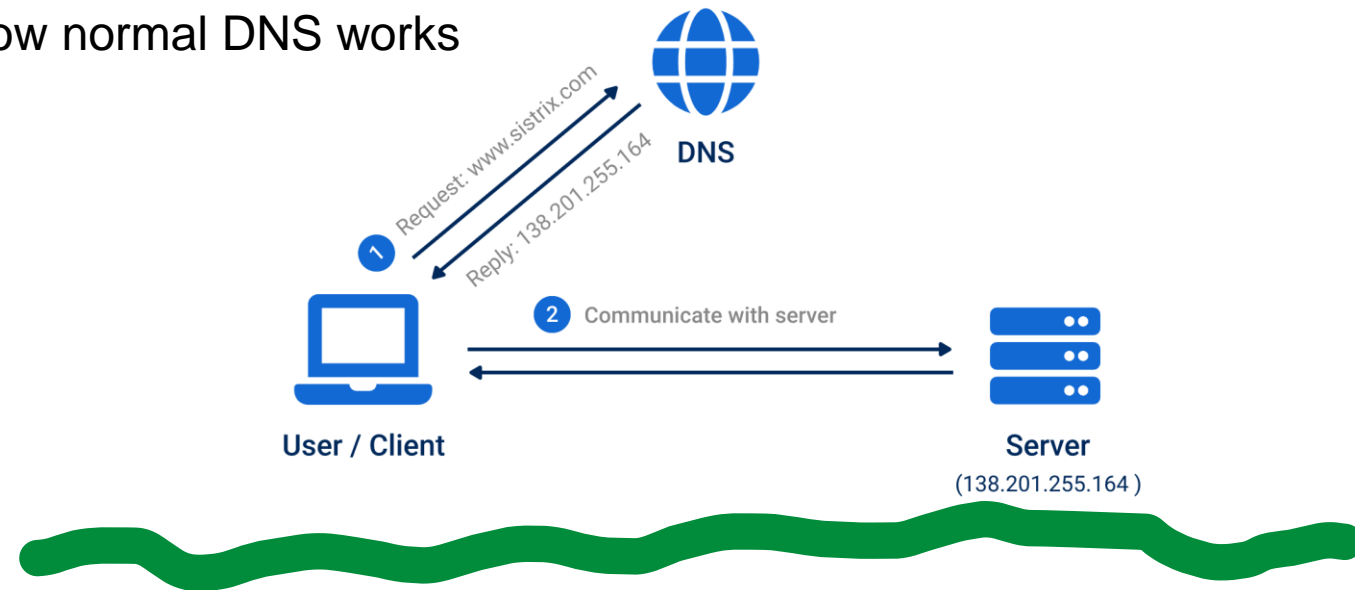 ow normal DNS works
DNS
Request: www.sistrix.com
Reply: 138.201.255.164
1
2 Communicate with server
User / Client
Server
(138.201.255.164 )